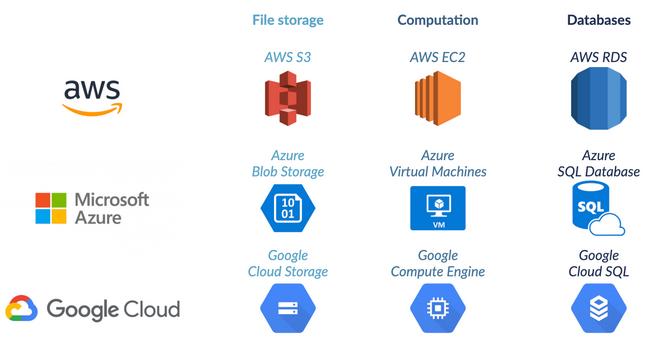 File storage
Computation
Databases
aws
AWS S3
AWS EC2
AWS RDS
Microsoft
Azure
Azure
Blob Storage
10
01
Azure
Virtual Machines
VM
Azure
SQL Database
SQL
Google Cloud
Google
Cloud Storage
Google
Compute Engine
Google
Cloud SQL